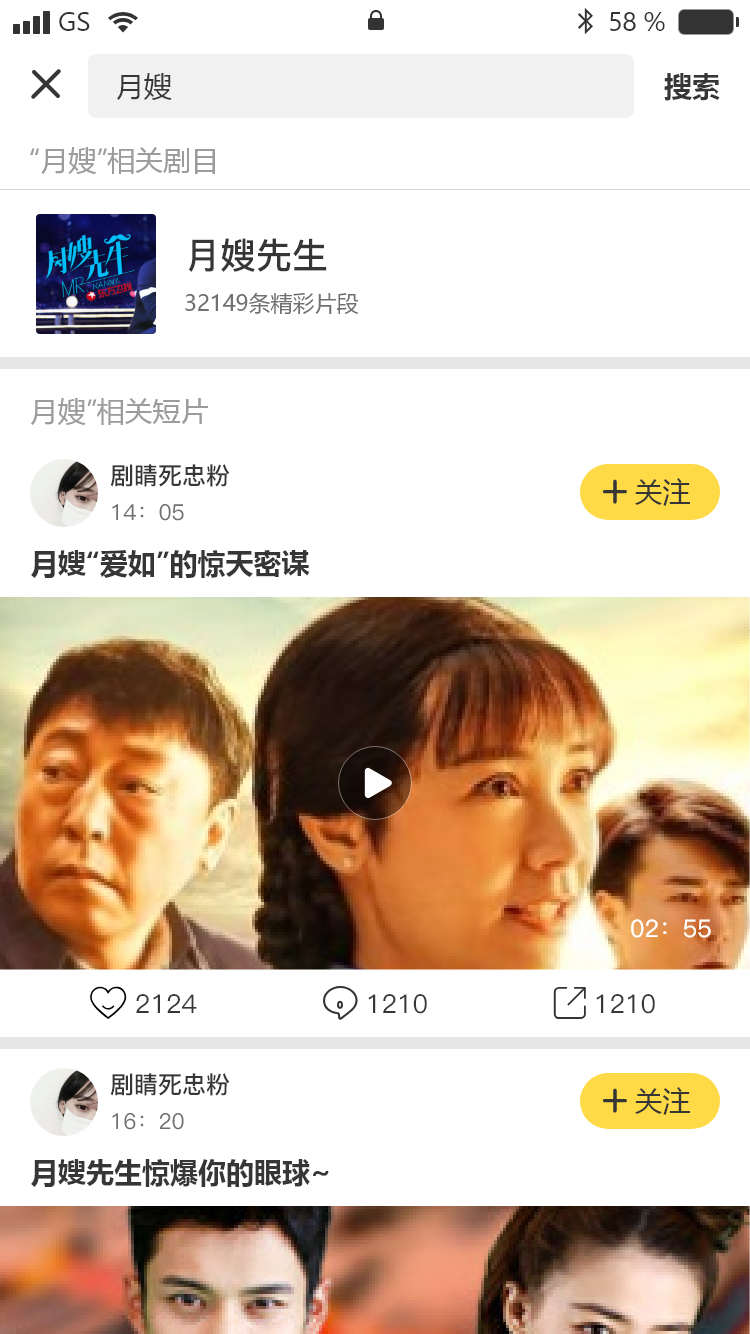 GS 58 %
月嫂 搜索
“月嫂”相关剧目
月嫂先生
MR. NANNY
月嫂先生
32149条精彩片段
月嫂”相关短片
剧睛死忠粉
14：05
关注
月嫂“爱如”的惊天密谋
02：55
2124 1210 1210
剧睛死忠粉
16：20
关注
月嫂先生惊爆你的眼球~